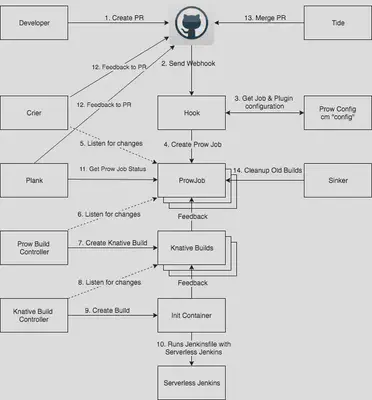 Developer
1. Create PR
13. Merge PR
Tide
12. Feedback to PR
2. Send Webhook
Crier
12. Feedback to PR
Hook
3. Get Job & Plugin
configuration
Prow Config
cm "config"
5. Listen for changes
4. Create Prow Job
Plank
11. Get Prow Job Status
ProwJob
14. Cleanup Old Builds
Sinker
6. Listen for changes
Feedback
Prow Build
Controller
7. Create Knative Build
Knative Builds
8. Listen for changes
Feedback
Knative Build
Controller
9. Create Build
Init Container
10. Runs Jenkinsfile with
Serverless Jenkins
Serverless Jenkins